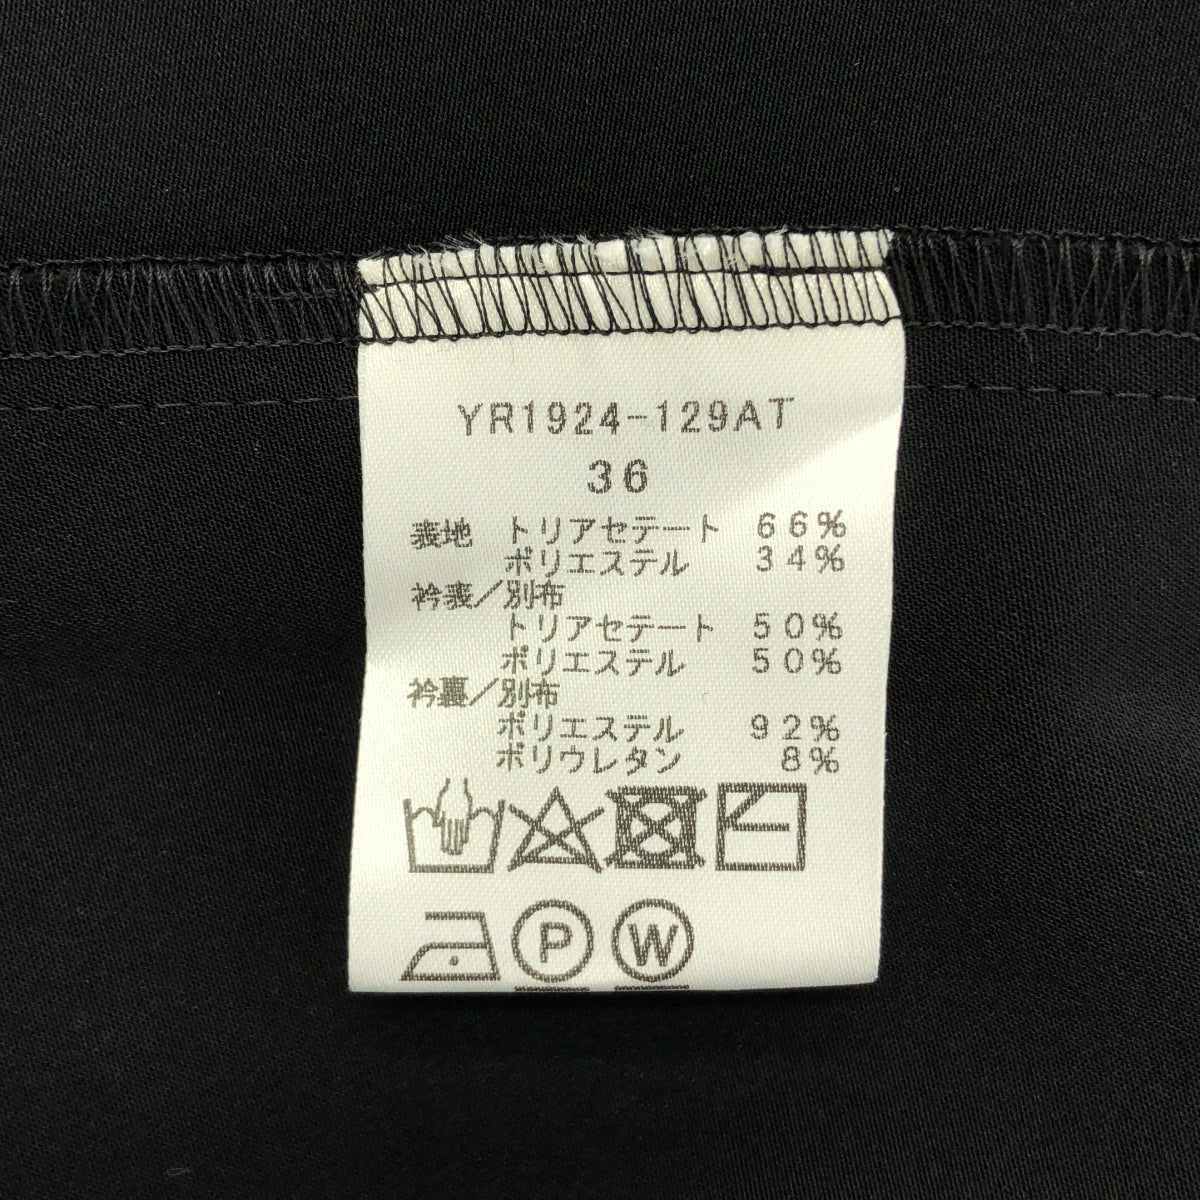 YR1924-129AT
36
表地 トリアセテート 66%
ポリエステル 34%
衿表／別布
トリアセテート 50%
ポリエステル 50%
衿裏／別布
ポリエステル 92%
ポリウレタン 8%
P W